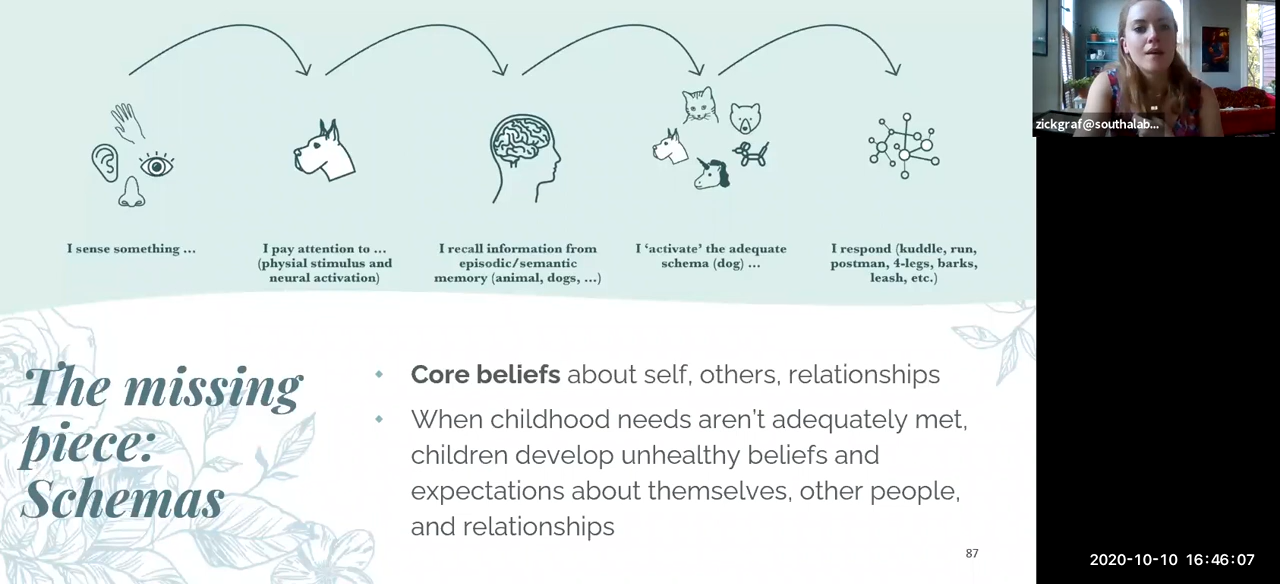 I sense something ...
I pay attention to ...
(physial stimulus and
neural activation)
I recall information from
episodic/semantic
memory (animal, dogs, ...)
I ‘activate’ the adequate
schema (dog) ...
I respond (kuddle, run,
postman, 4-legs, barks,
leash, etc.)
zickgraf@southalab...
The missing
piece:
Schemas
Core beliefs about self, others, relationships
When childhood needs aren’t adequately met,
children develop unhealthy beliefs and
expectations about themselves, other people,
and relationships
87
2020-10-10 16:46:07